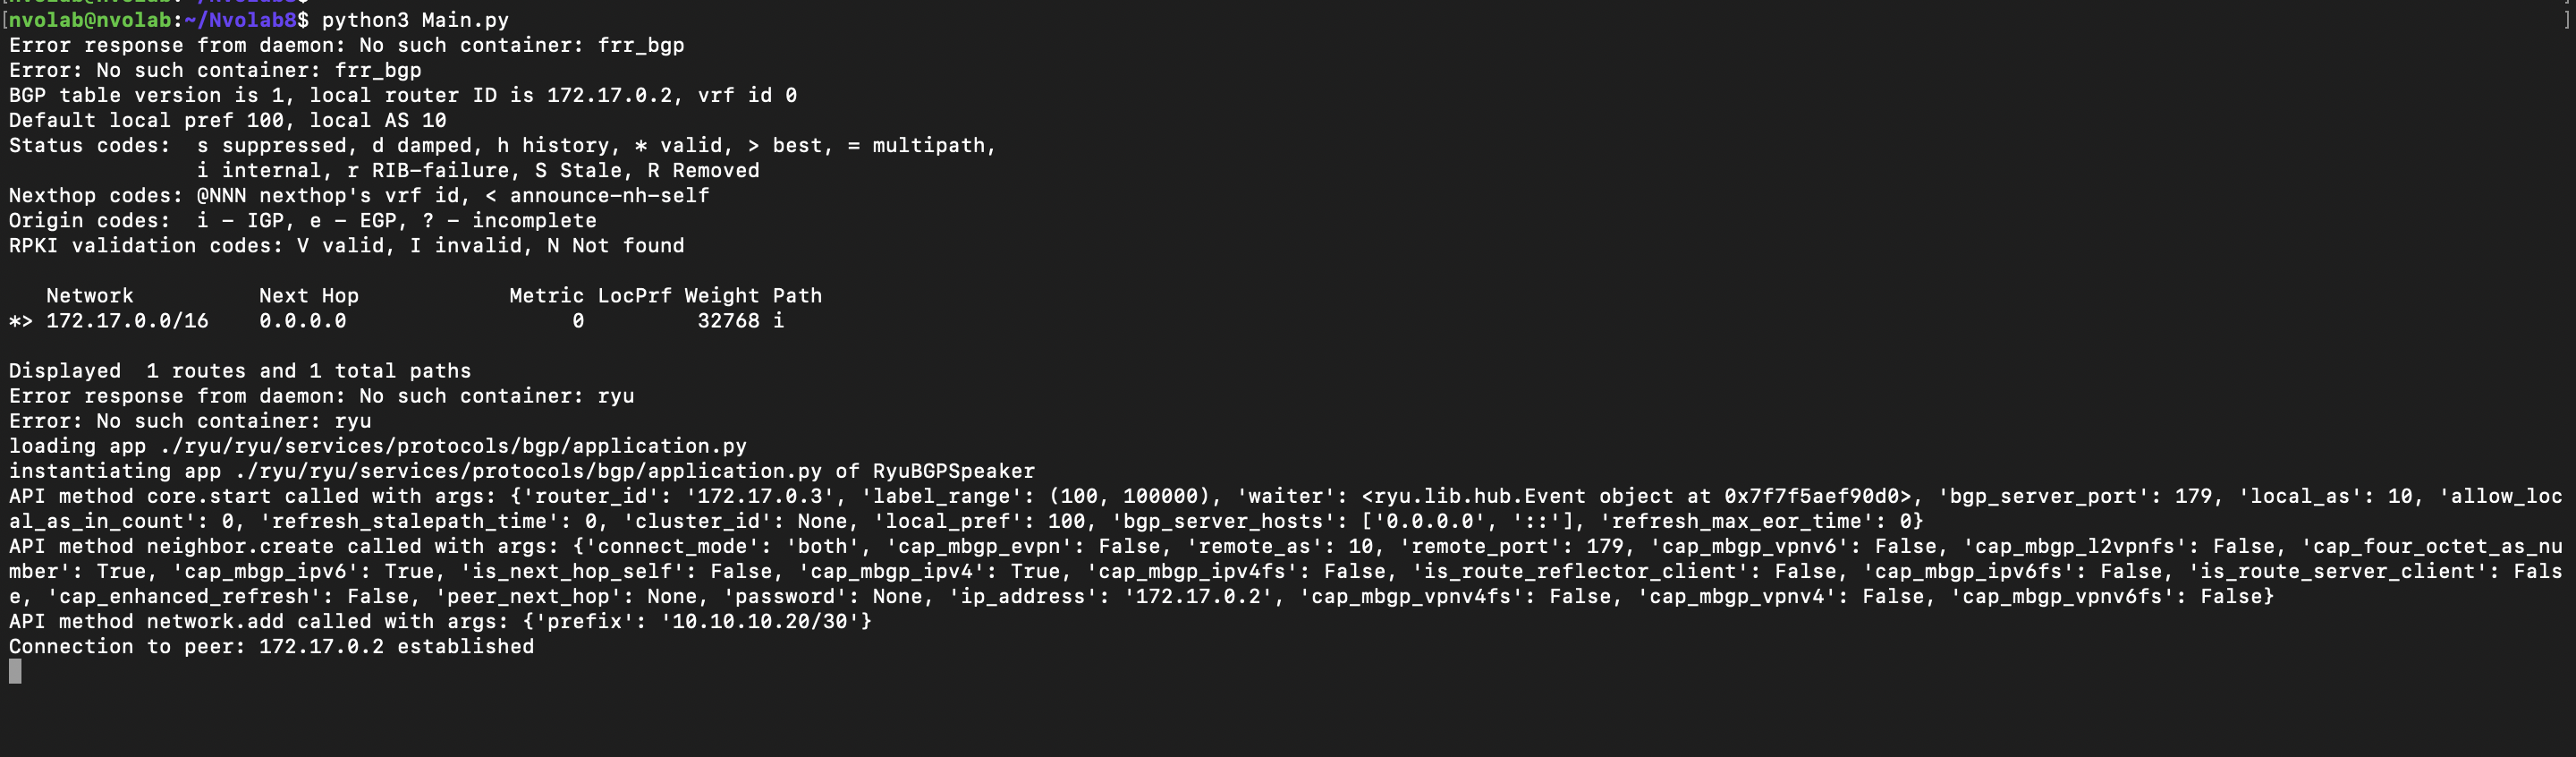 [nvolab@nvolab:~/Nvolab8$ python3 Main.py ]
Error response from daemon: No such container: frr_bgp
Error: No such container: frr_bgp
BGP table version is 1, local router ID is 172.17.0.2, vrf id 0
Default local pref 100, local AS 10
Status codes:  s suppressed, d damped, h history, * valid, > best, = multipath,
               i internal, r RIB-failure, S Stale, R Removed
Nexthop codes: @NNN nexthop's vrf id, < announce-nh-self
Origin codes:  i - IGP, e - EGP, ? - incomplete
RPKI validation codes: V valid, I invalid, N Not found
   Network          Next Hop            Metric LocPrf Weight Path
*> 172.17.0.0/16    0.0.0.0                  0         32768 i
Displayed  1 routes and 1 total paths
Error response from daemon: No such container: ryu
Error: No such container: ryu
loading app ./ryu/ryu/services/protocols/bgp/application.py
instantiating app ./ryu/ryu/services/protocols/bgp/application.py of RyuBGPSpeaker
API method core.start called with args: {'router_id': '172.17.0.3', 'label_range': (100, 100000), 'waiter': <ryu.lib.hub.Event object at 0x7f7f5aef90d0>, 'bgp_server_port': 179, 'local_as': 10, 'allow_loc
al_as_in_count': 0, 'refresh_stalepath_time': 0, 'cluster_id': None, 'local_pref': 100, 'bgp_server_hosts': ['0.0.0.0', '::'], 'refresh_max_eor_time': 0}
API method neighbor.create called with args: {'connect_mode': 'both', 'cap_mbgp_evpn': False, 'remote_as': 10, 'remote_port': 179, 'cap_mbgp_vpnv6': False, 'cap_mbgp_l2vpnfs': False, 'cap_four_octet_as_nu
mber': True, 'cap_mbgp_ipv6': True, 'is_next_hop_self': False, 'cap_mbgp_ipv4': True, 'cap_mbgp_ipv4fs': False, 'is_route_reflector_client': False, 'cap_mbgp_ipv6fs': False, 'is_route_server_client': Fals
e, 'cap_enhanced_refresh': False, 'peer_next_hop': None, 'password': None, 'ip_address': '172.17.0.2', 'cap_mbgp_vpnv4fs': False, 'cap_mbgp_vpnv4': False, 'cap_mbgp_vpnv6fs': False}
API method network.add called with args: {'prefix': '10.10.10.20/30'}
Connection to peer: 172.17.0.2 established